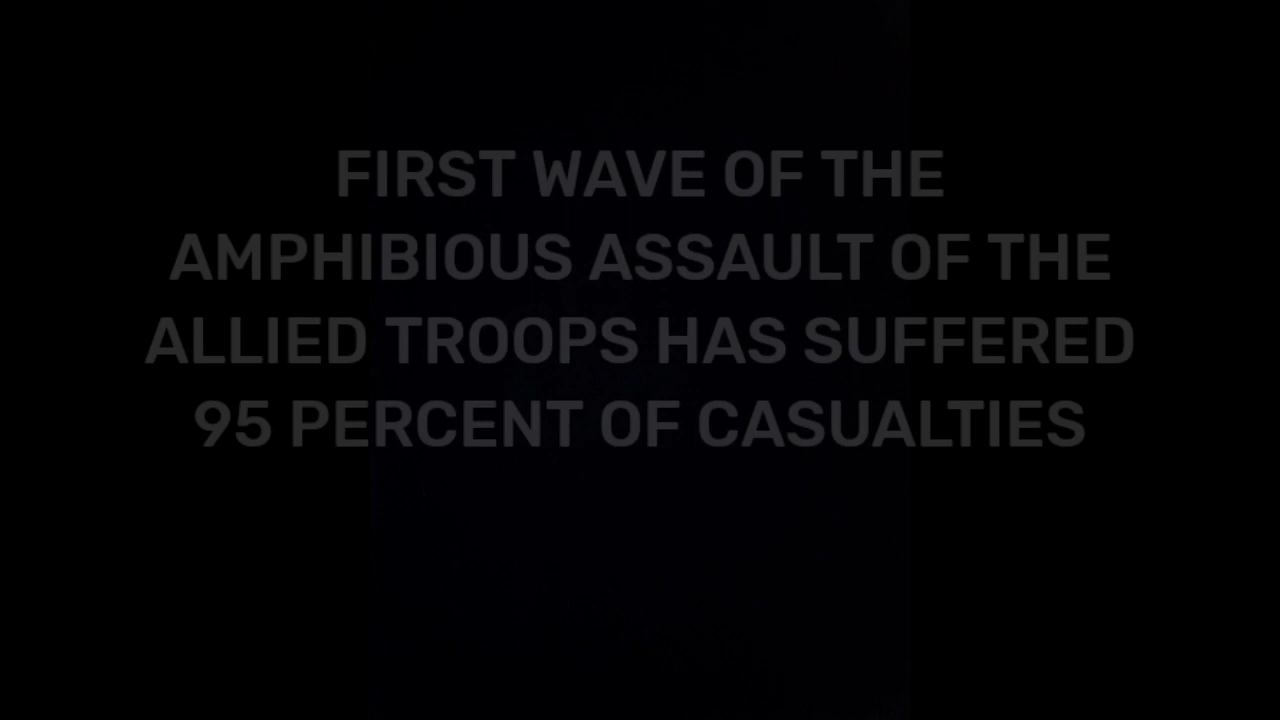 FIRST WAVE OF THE
AMPHIBIOUS ASSAULT OF THE
ALLIED TROOPS HAS SUFFERED
95 PERCENT OF CASUALTIES